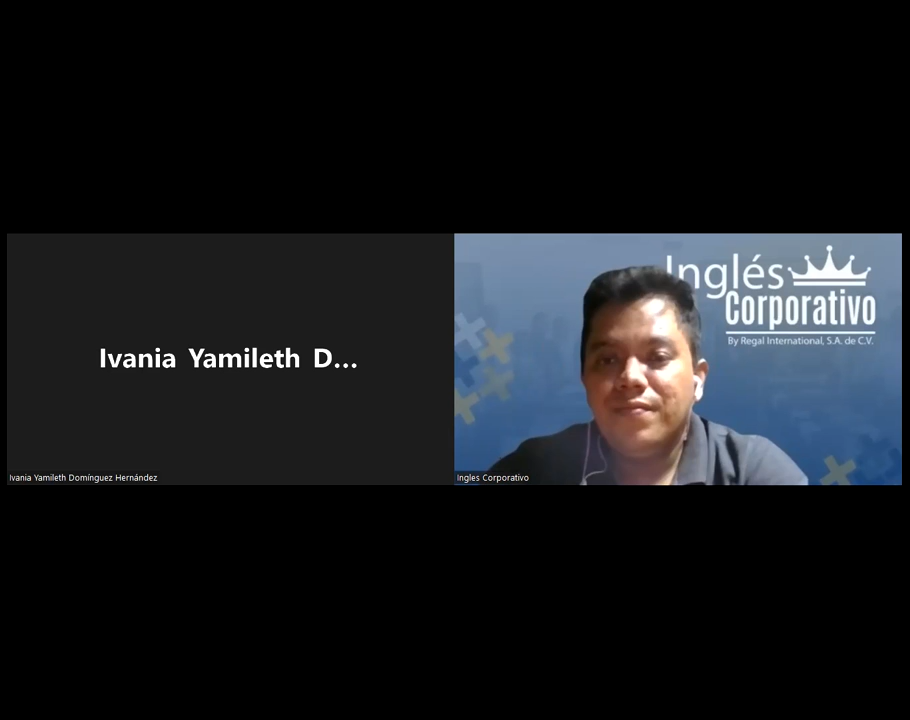 Ivania Yamileth D...
Ivania Yamileth Domínguez Hernández
Inglés
Corporativo
By Regal International, S.A. de C.V.
Ingles Corporativo